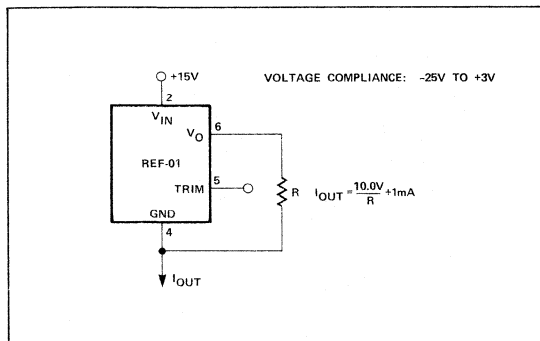 +15V
VOLTAGE COMPLIANCE: -25V TO +3V
2
VIN
VO
6
REF-01
TRIM
5
R
IOUT = 10.0V/R +1mA
GND
4
IOUT